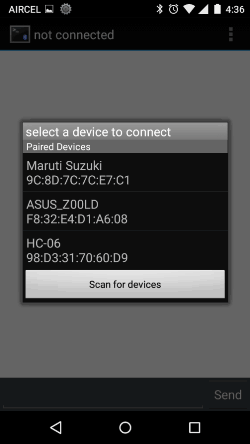 AIRCEL
4:36
not connected
select a device to connect
Paired Devices
Maruti Suzuki
9C:8D:7C:7C:E7:C1
ASUS_Z00LD
F8:32:E4:D1:A6:08
HC-06
98:D3:31:70:60:D9
Scan for devices
Send